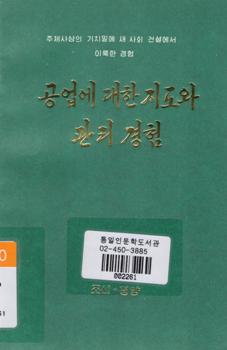 주체사상의 기치밑에 새 사회 건설에서
이룩한 경험
공업에 대한 지도와
관리 경험
통일인문학도서관
02-450-3885
002261
조선·평양
0
61